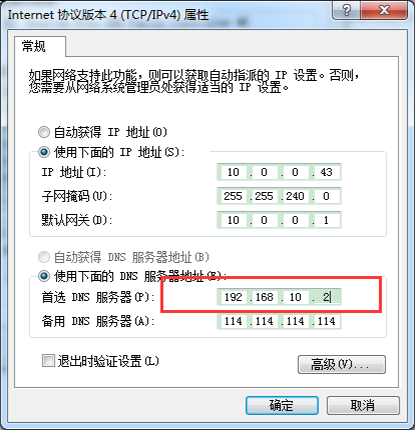 Internet 协议版本 4 (TCP/IPv4) 属性
?
常规
如果网络支持此功能，则可以获取自动指派的 IP 设置。否则，
您需要从网络系统管理员处获得适当的 IP 设置。
自动获得 IP 地址(O)
使用下面的 IP 地址(S):
IP 地址(I): 10 . 0 . 0 . 43
子网掩码(U): 255 . 255 . 240 . 0
默认网关(D): 10 . 0 . 0 . 1
自动获得 DNS 服务器地址(B)
使用下面的 DNS 服务器地址(E):
首选 DNS 服务器(P): 192 . 168 . 10 . 2
备用 DNS 服务器(A): 114 . 114 . 114 . 114
退出时验证设置(L)
高级(V)...
确定 取消